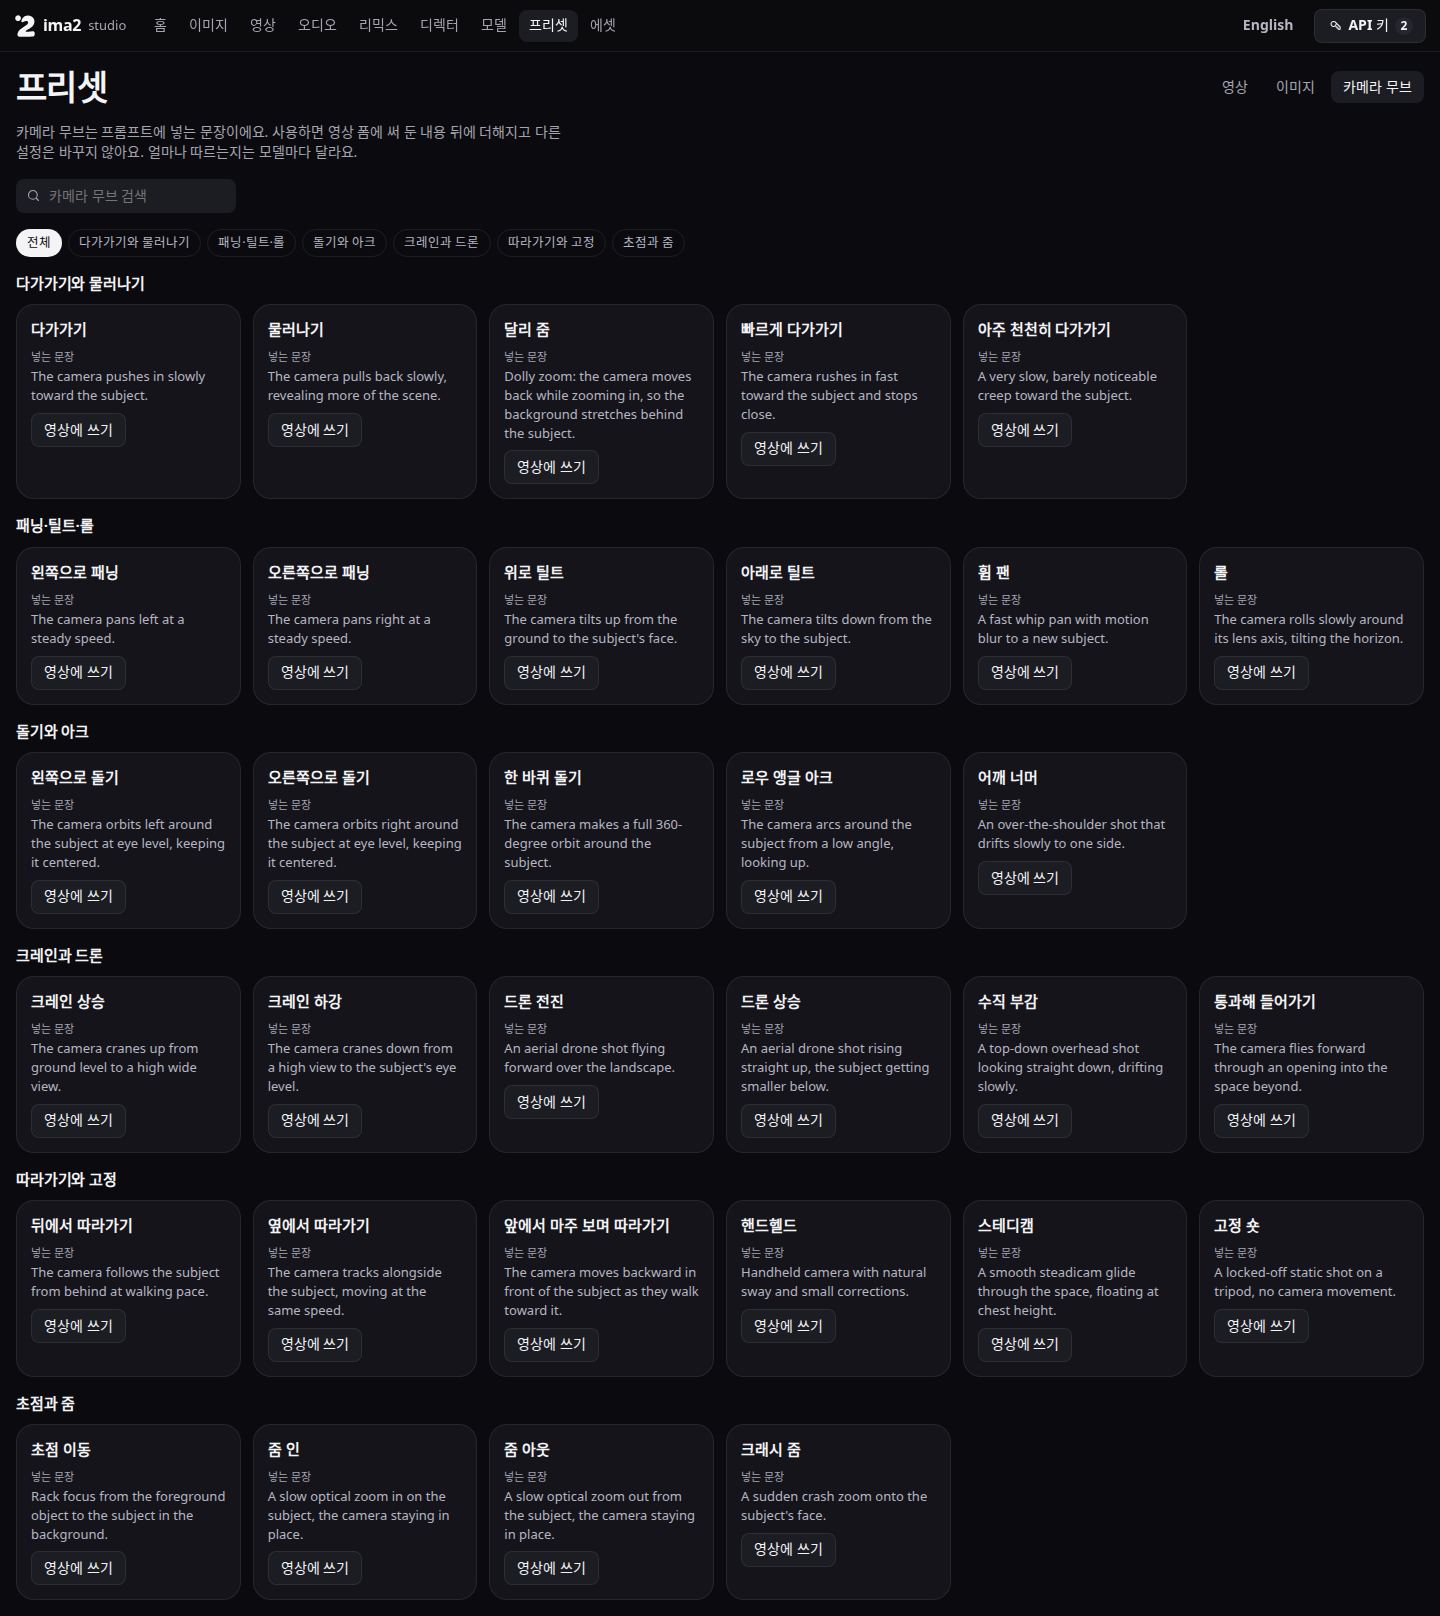 ima2 studio 홈 이미지 영상 오디오 리믹스 디렉터 모델 프리셋 에셋 English API 키 2
프리셋 영상 이미지 카메라 무브
카메라 무브는 프롬프트에 넣는 문장이에요. 사용하면 영상 폼에 써 둔 내용 뒤에 더해지고 다른
설정은 바꾸지 않아요. 얼마나 따르는지는 모델마다 달라요.
카메라 무브 검색
전체 다가가기와 물러나기 패닝·틸트·롤 돌기와 아크 크레인과 드론 따라가기와 고정 초점과 줌
다가가기와 물러나기
다가가기
넣는 문장
The camera pushes in slowly
toward the subject.
영상에 쓰기
물러나기
넣는 문장
The camera pulls back slowly,
revealing more of the scene.
영상에 쓰기
달리 줌
넣는 문장
Dolly zoom: the camera moves
back while zooming in, so the
background stretches behind
the subject.
영상에 쓰기
빠르게 다가가기
넣는 문장
The camera rushes in fast
toward the subject and stops
close.
영상에 쓰기
아주 천천히 다가가기
넣는 문장
A very slow, barely noticeable
creep toward the subject.
영상에 쓰기
패닝·틸트·롤
왼쪽으로 패닝
넣는 문장
The camera pans left at a
steady speed.
영상에 쓰기
오른쪽으로 패닝
넣는 문장
The camera pans right at a
steady speed.
영상에 쓰기
위로 틸트
넣는 문장
The camera tilts up from the
ground to the subject's face.
영상에 쓰기
아래로 틸트
넣는 문장
The camera tilts down from the
sky to the subject.
영상에 쓰기
휩 팬
넣는 문장
A fast whip pan with motion
blur to a new subject.
영상에 쓰기
롤
넣는 문장
The camera rolls slowly around
its lens axis, tilting the horizon.
영상에 쓰기
돌기와 아크
왼쪽으로 돌기
넣는 문장
The camera orbits left around
the subject at eye level, keeping
it centered.
영상에 쓰기
오른쪽으로 돌기
넣는 문장
The camera orbits right around
the subject at eye level, keeping
it centered.
영상에 쓰기
한 바퀴 돌기
넣는 문장
The camera makes a full 360-
degree orbit around the
subject.
영상에 쓰기
로우 앵글 아크
넣는 문장
The camera arcs around the
subject from a low angle,
looking up.
영상에 쓰기
어깨 너머
넣는 문장
An over-the-shoulder shot that
drifts slowly to one side.
영상에 쓰기
크레인과 드론
크레인 상승
넣는 문장
The camera cranes up from
ground level to a high wide
view.
영상에 쓰기
크레인 하강
넣는 문장
The camera cranes down from
a high view to the subject's eye
level.
영상에 쓰기
드론 전진
넣는 문장
An aerial drone shot flying
forward over the landscape.
영상에 쓰기
드론 상승
넣는 문장
An aerial drone shot rising
straight up, the subject getting
smaller below.
영상에 쓰기
수직 부감
넣는 문장
A top-down overhead shot
looking straight down, drifting
slowly.
영상에 쓰기
통과해 들어가기
넣는 문장
The camera flies forward
through an opening into the
space beyond.
영상에 쓰기
따라가기와 고정
뒤에서 따라가기
넣는 문장
The camera follows the subject
from behind at walking pace.
영상에 쓰기
옆에서 따라가기
넣는 문장
The camera tracks alongside
the subject, moving at the
same speed.
영상에 쓰기
앞에서 마주 보며 따라가기
넣는 문장
The camera moves backward in
front of the subject as they walk
toward it.
영상에 쓰기
핸드헬드
넣는 문장
Handheld camera with natural
sway and small corrections.
영상에 쓰기
스테디캠
넣는 문장
A smooth steadicam glide
through the space, floating at
chest height.
영상에 쓰기
고정 숏
넣는 문장
A locked-off static shot on a
tripod, no camera movement.
영상에 쓰기
초점과 줌
초점 이동
넣는 문장
Rack focus from the foreground
object to the subject in the
background.
영상에 쓰기
줌 인
넣는 문장
A slow optical zoom in on the
subject, the camera staying in
place.
영상에 쓰기
줌 아웃
넣는 문장
A slow optical zoom out from
the subject, the camera staying
in place.
영상에 쓰기
크래시 줌
넣는 문장
A sudden crash zoom onto the
subject's face.
영상에 쓰기